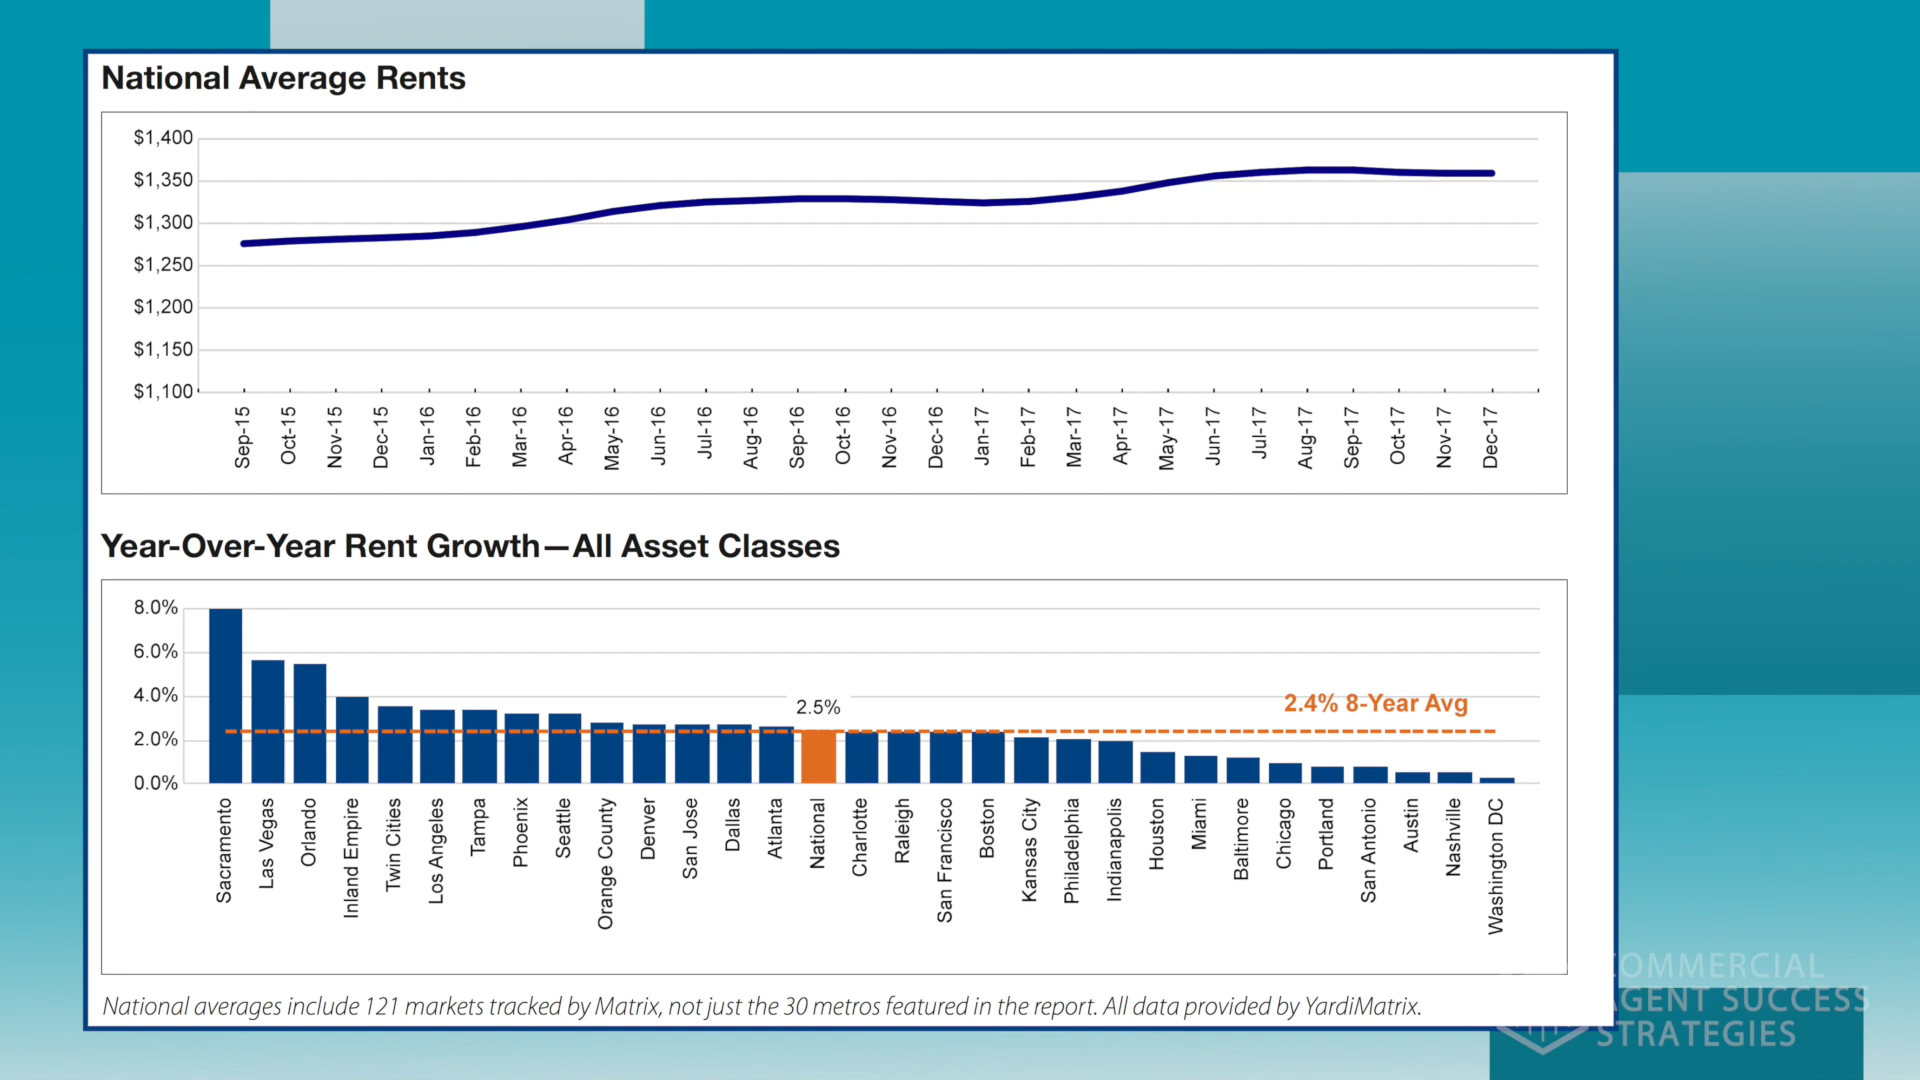 National Average Rents
$1,400
$1,350
$1,300
$1,250
$1,200
$1,150
$1,100
Sep-15 Oct-15 Nov-15 Dec-15 Jan-16 Feb-16 Mar-16 Apr-16 May-16 Jun-16 Jul-16 Aug-16 Sep-16 Oct-16 Nov-16 Dec-16 Jan-17 Feb-17 Mar-17 Apr-17 May-17 Jun-17 Jul-17 Aug-17 Sep-17 Oct-17 Nov-17 Dec-17
Year-Over-Year Rent Growth—All Asset Classes
8.0%
6.0%
4.0%
2.0%
0.0%
2.5%
2.4% 8-Year Avg
Sacramento Las Vegas Orlando Inland Empire Twin Cities Los Angeles Tampa Phoenix Seattle Orange County Denver San Jose Dallas Atlanta National Charlotte Raleigh San Francisco Boston Kansas City Philadelphia Indianapolis Houston Miami Baltimore Chicago Portland San Antonio Austin Nashville Washington DC
National averages include 121 markets tracked by Matrix, not just the 30 metros featured in the report. All data provided by YardiMatrix.
COMMERCIAL
AGENT SUCCESS
STRATEGIES